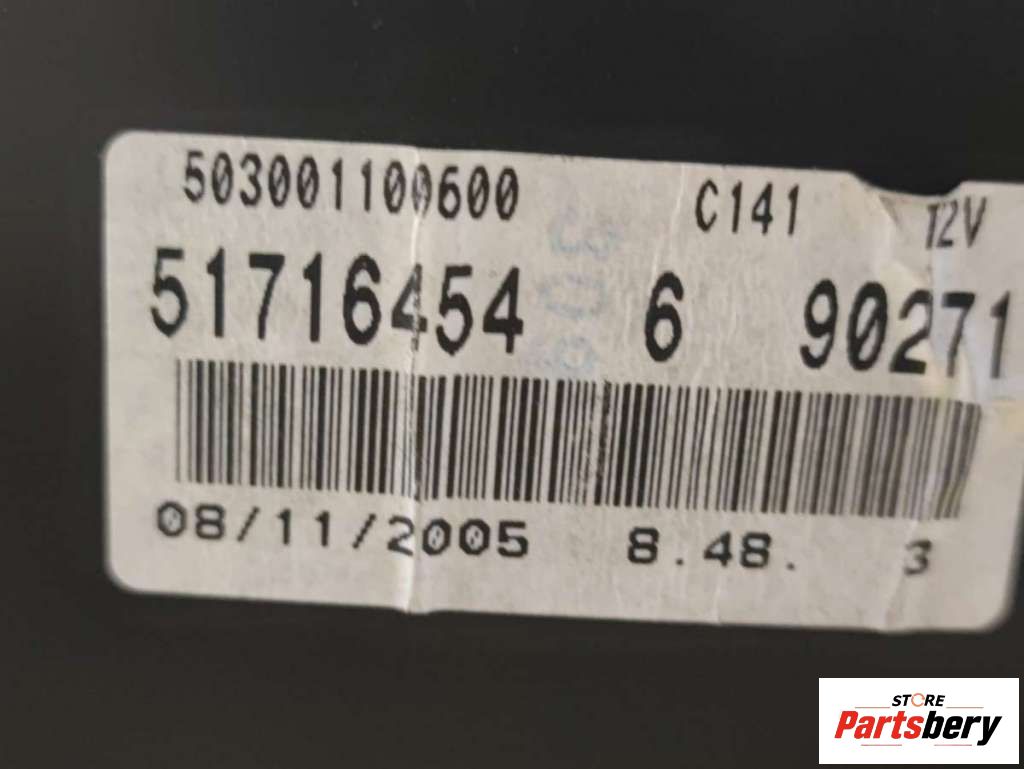 503001100600 C141 12V
51716454 6 90271
08/11/2005 8.48. 3
STORE
Partsbery